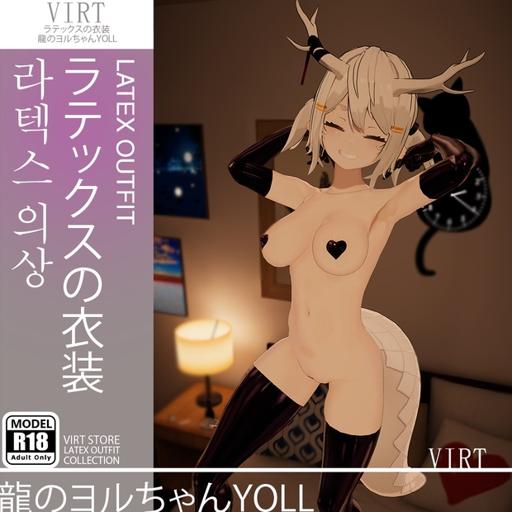 VIRT
ラテックスの衣装
龍のヨルちゃんYOLL
LATEX OUTFIT
ラテックスの衣装
라텍스 의상
MODEL
R18
Adult Only
VIRT STORE
LATEX OUTFIT
COLLECTION
VIRT
龍のヨルちゃんYOLL